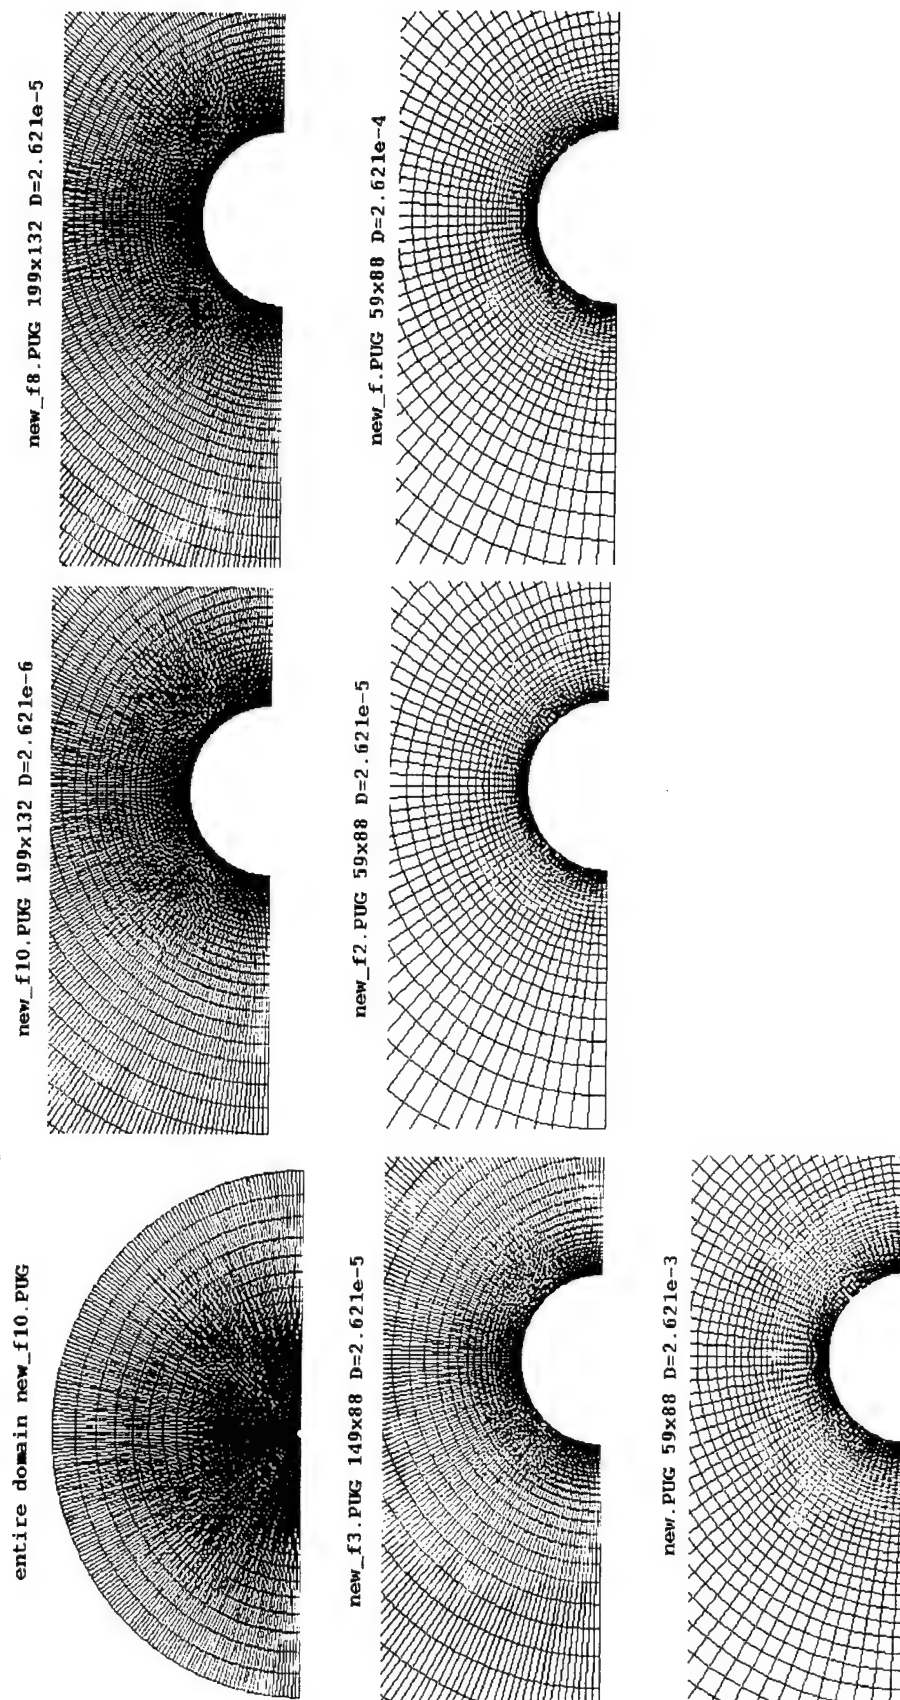 entire domain new_f10.PUG
new_f10.PUG 199x132 D=2.621e-6
new_f8.PUG 199x132 D=2.621e-5
new_f3.PUG 149x88 D=2.621e-5
new_f2.PUG 59x88 D=2.621e-5
new_f.PUG 59x88 D=2.621e-4
new.PUG 59x88 D=2.621e-3